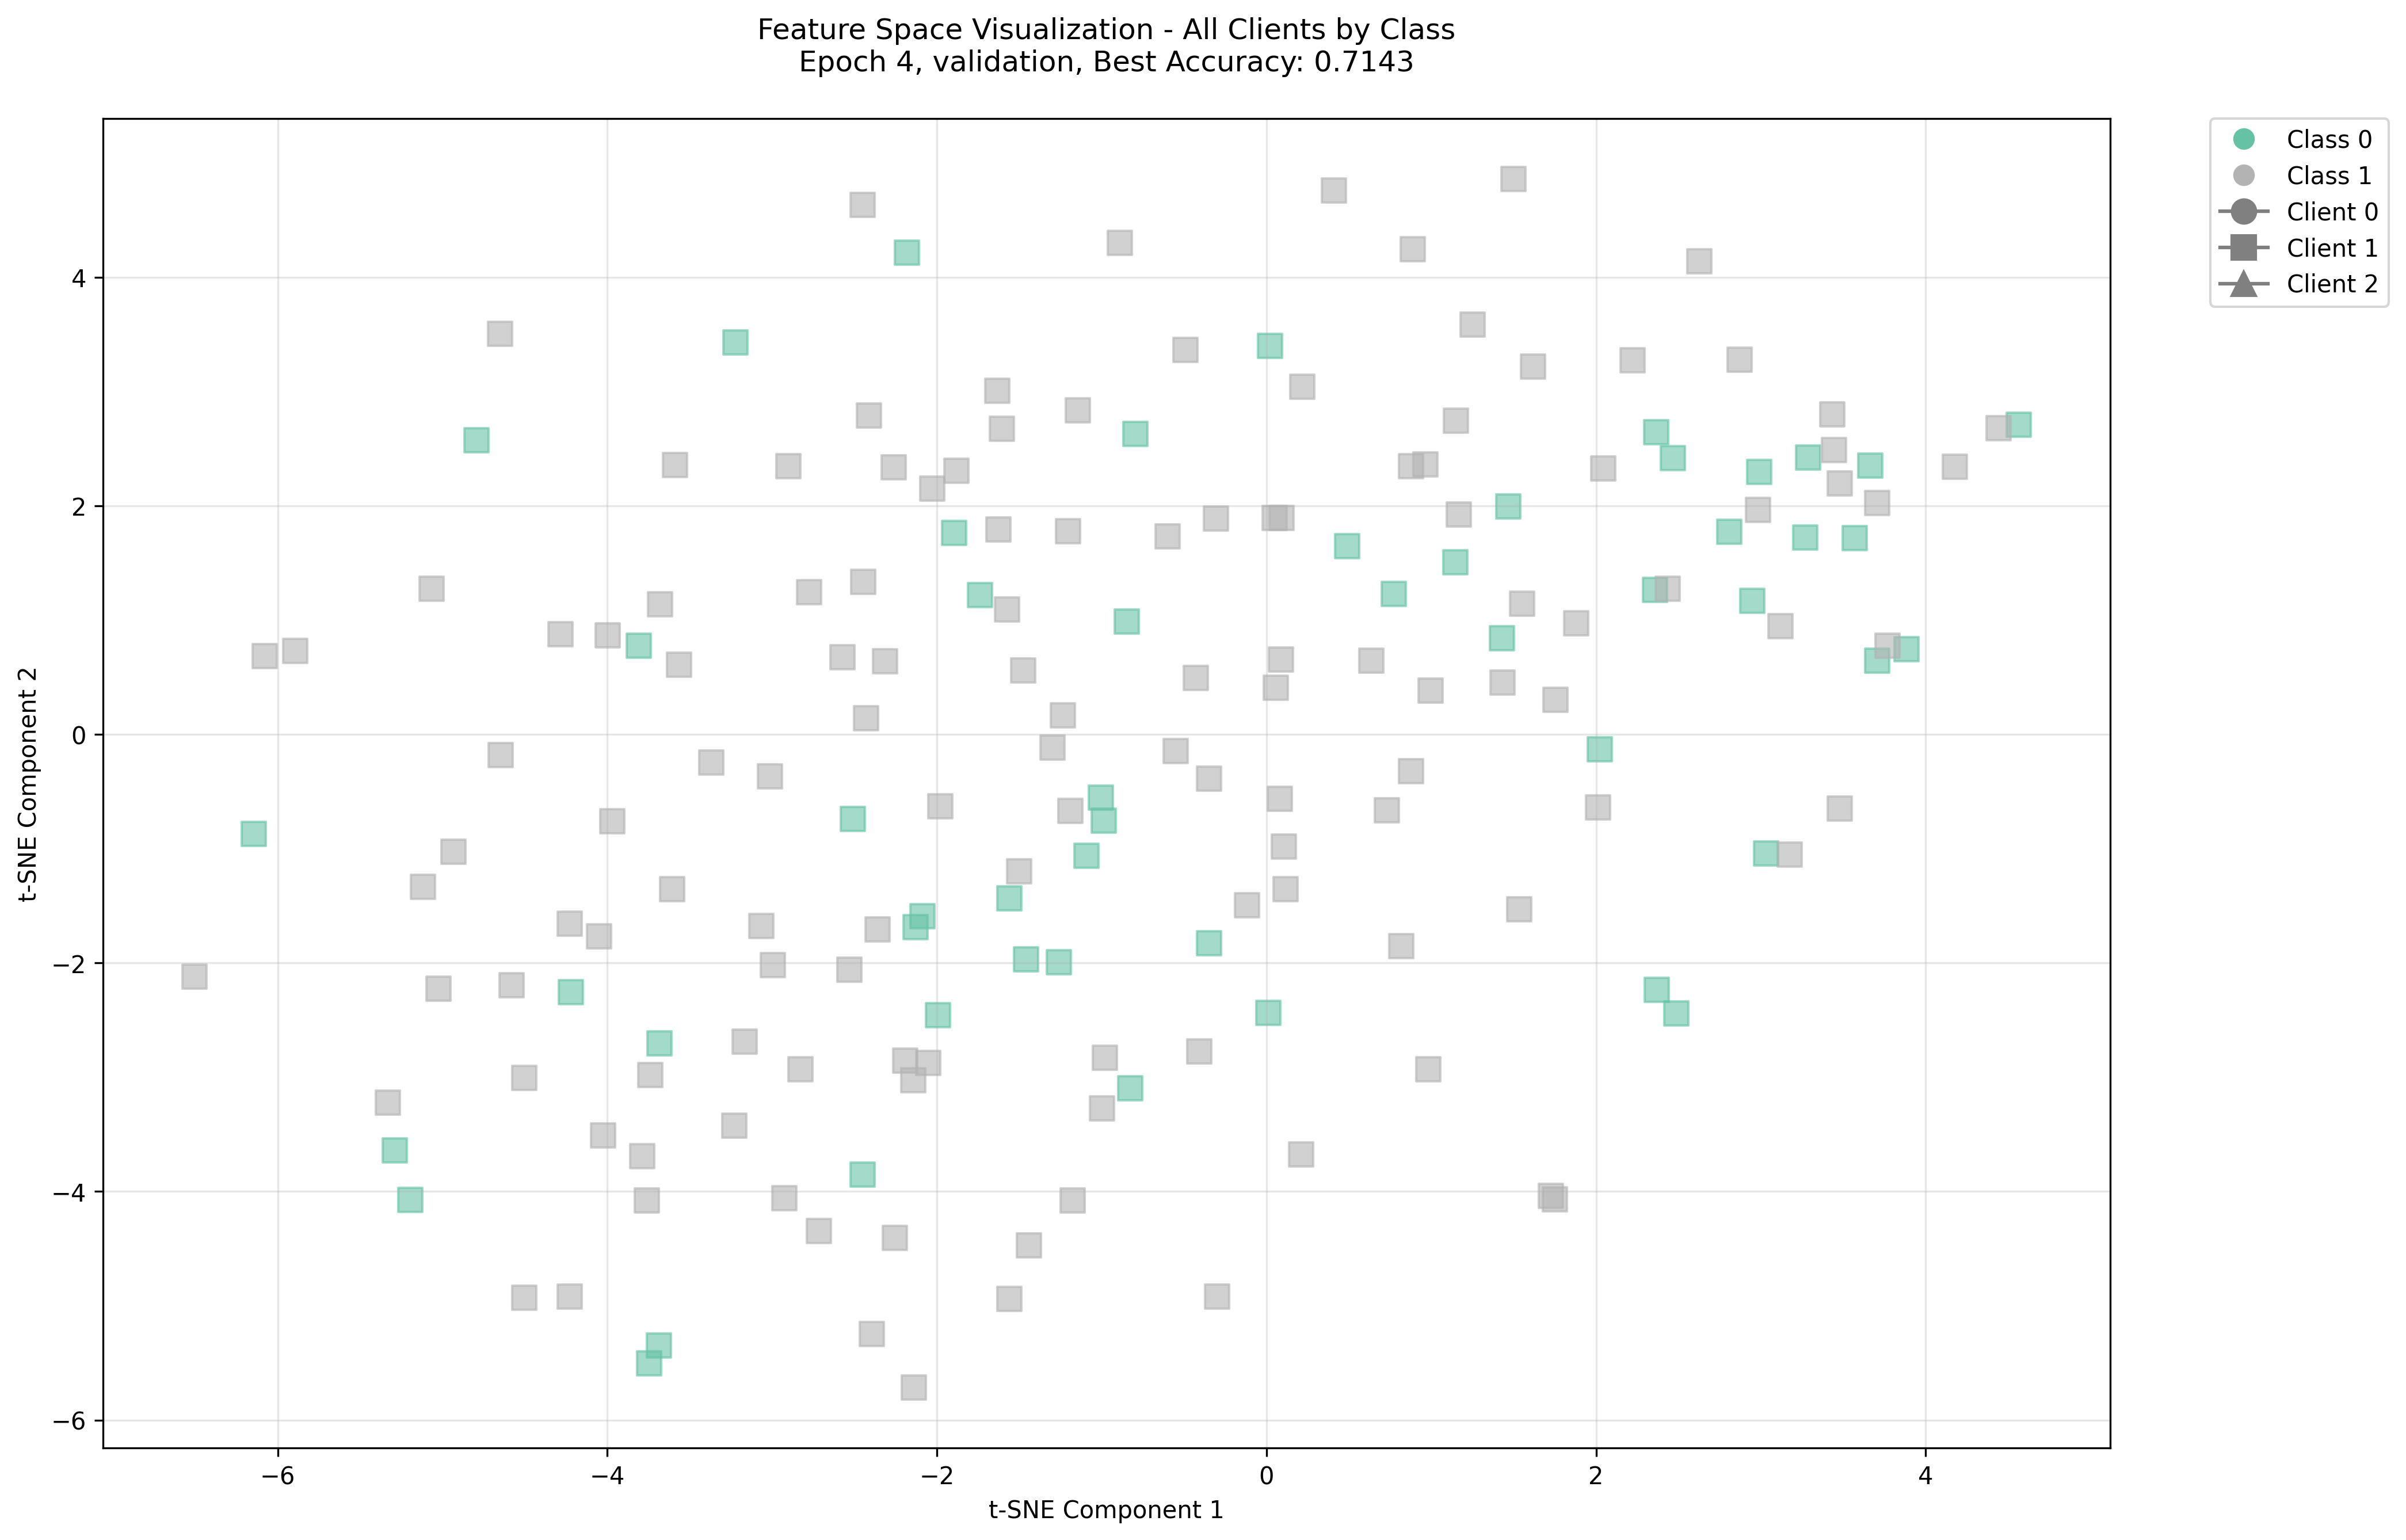 Feature Space Visualization - All Clients by Class
Epoch 4, validation, Best Accuracy: 0.7143
Class 0
Class 1
Client 0
Client 1
Client 2
4
2
0
−2
−4
−6
t-SNE Component 2
−6
−4
−2
0
2
4
t-SNE Component 1